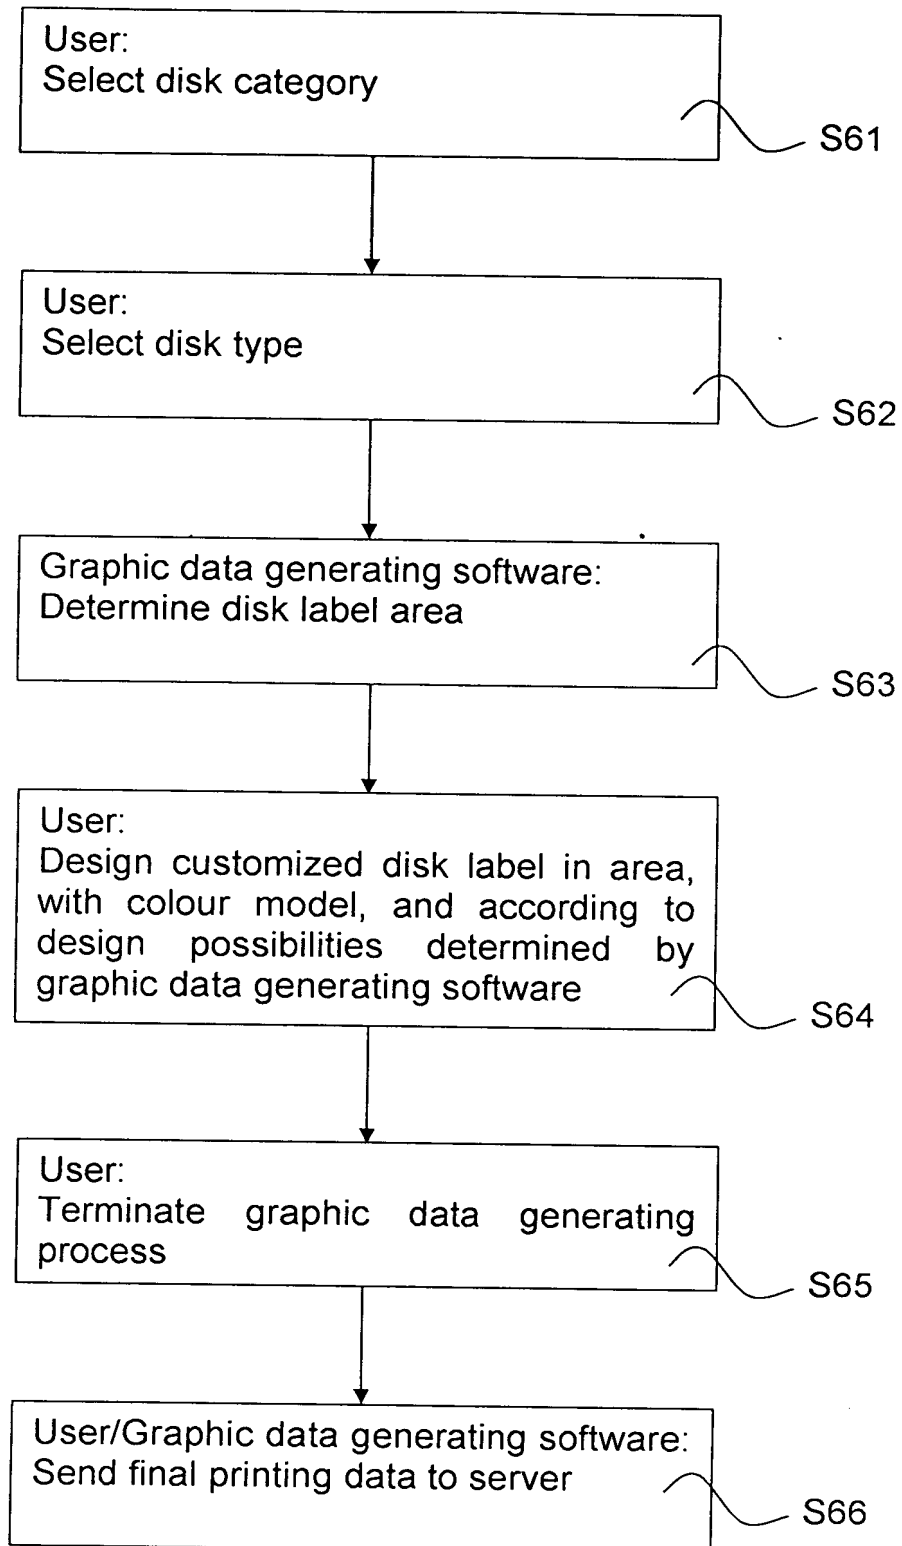 User:
Select disk category
S61
User:
Select disk type
S62
Graphic data generating software:
Determine disk label area
S63
User:
Design customized disk label in area,
with colour model, and according to
design possibilities determined by
graphic data generating software
S64
User:
Terminate graphic data generating
process
S65
User/Graphic data generating software:
Send final printing data to server
S66